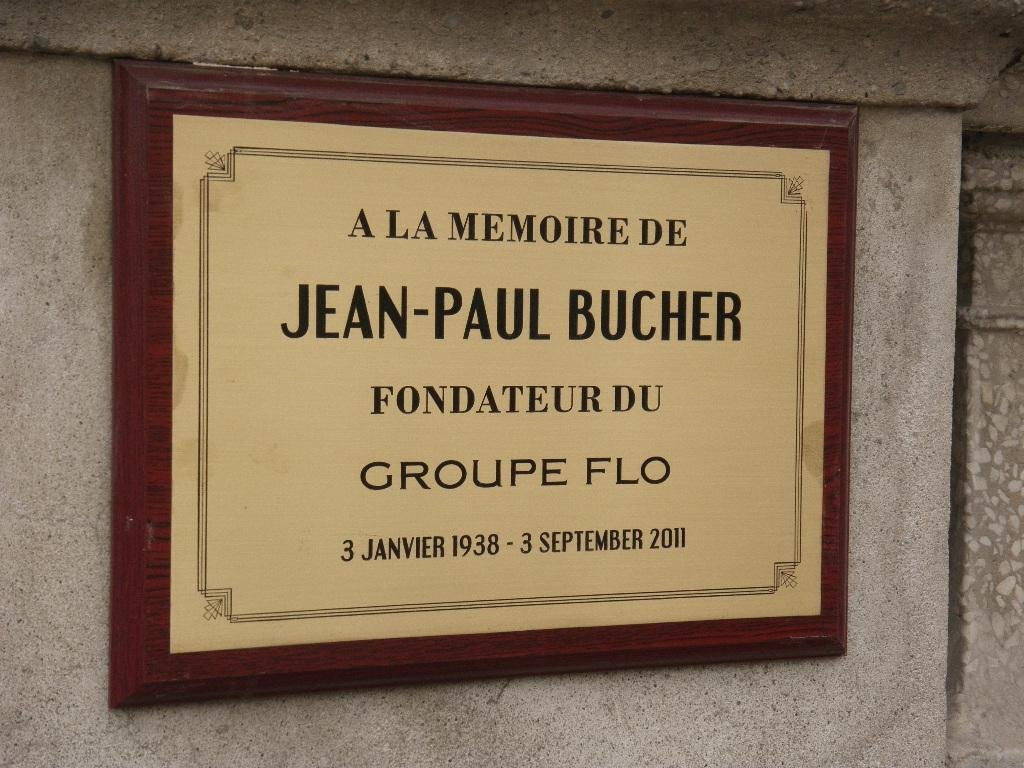 A LA MEMOIRE DE
JEAN-PAUL BUCHER
FONDATEUR DU
GROUPE FLO
3 JANVIER 1938 - 3 SEPTEMBER 2011